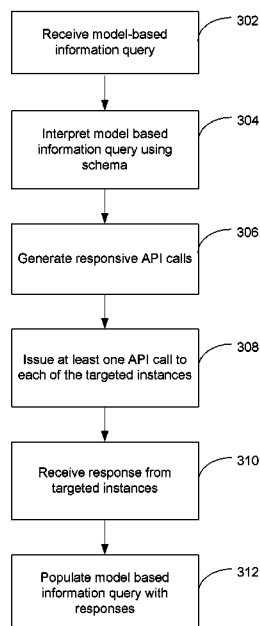 302
Receive model-based
information query
304
Interpret model based
information query using
schema
306
Generate responsive API calls
308
Issue at least one API call to
each of the targeted instances
310
Receive response from
targeted instances
312
Populate model based
information query with
responses